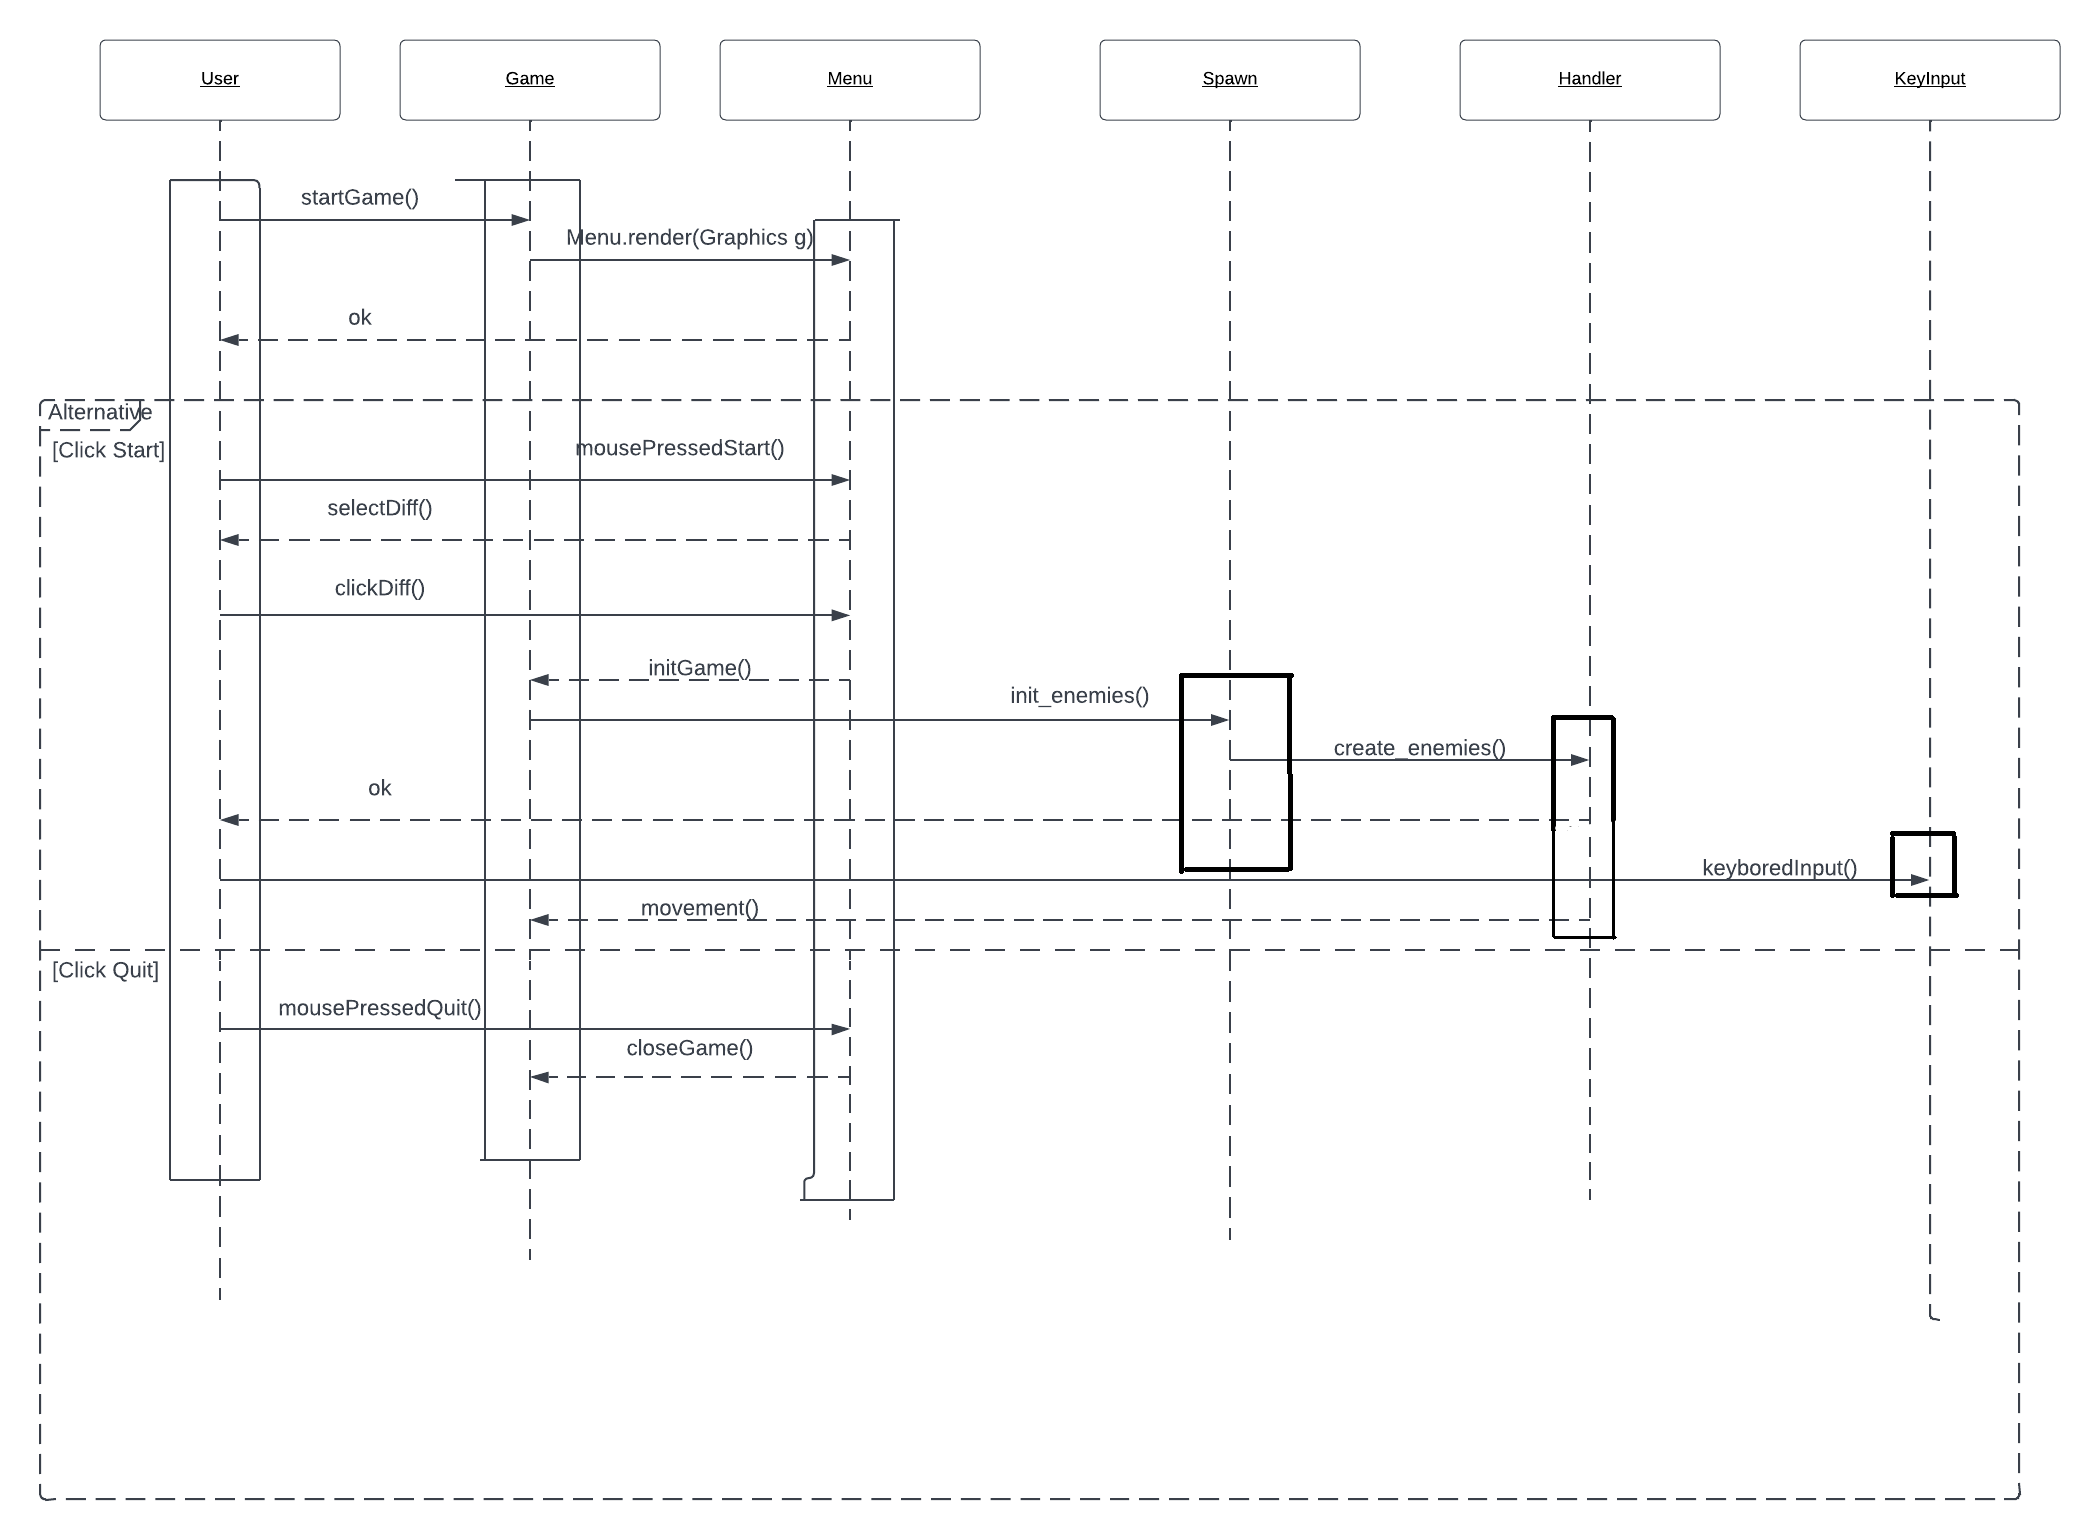 User
Game
Menu
Spawn
Handler
KeyInput
startGame()
Menu.render(Graphics g)
ok
Alternative
[Click Start]
mousePressedStart()
selectDiff()
clickDiff()
initGame()
init_enemies()
create_enemies()
ok
keyboredInput()
movement()
[Click Quit]
mousePressedQuit()
closeGame()